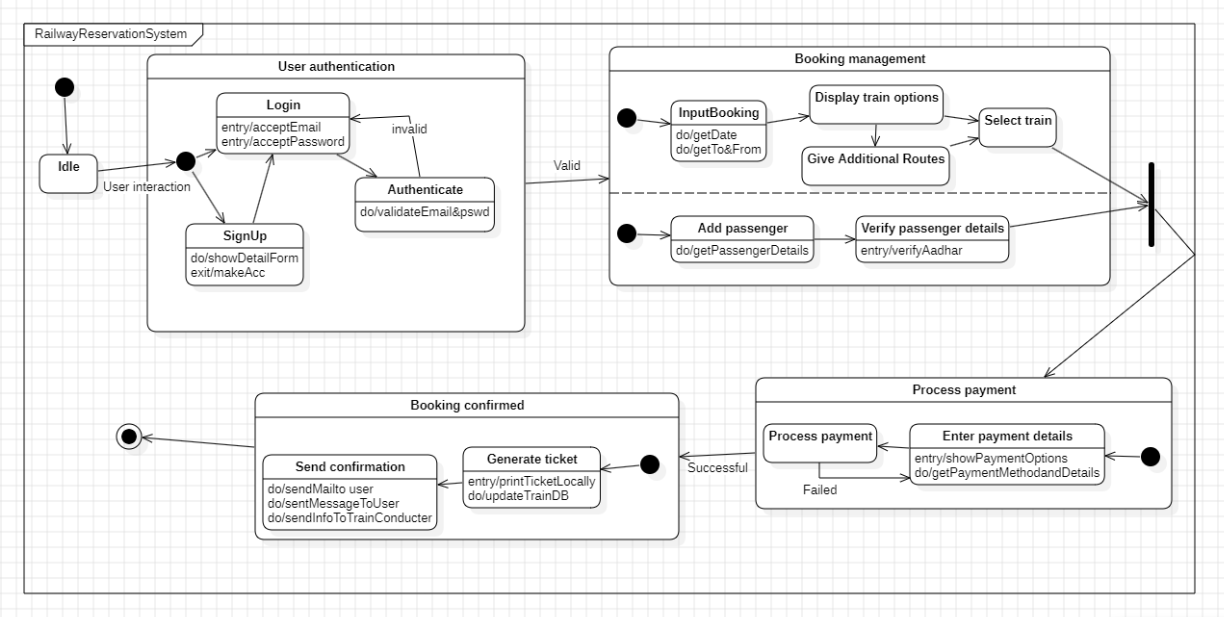 RailwayReservationSystem
User authentication
Login
entry/acceptEmail
entry/acceptPassword
invalid
Idle
User interaction
Authenticate
do/validateEmail&pswd
SignUp
do/showDetailForm
exit/makeAcc
Valid
Booking management
InputBooking
do/getDate
do/getTo&From
Display train options
Give Additional Routes
Select train
Add passenger
do/getPassengerDetails
Verify passenger details
entry/verifyAadhar
Process payment
Process payment
Enter payment details
entry/showPaymentOptions
do/getPaymentMethodandDetails
Failed
Successful
Booking confirmed
Generate ticket
entry/printTicketLocally
do/updateTrainDB
Send confirmation
do/sendMailto user
do/sentMessageToUser
do/sendInfoToTrainConducter